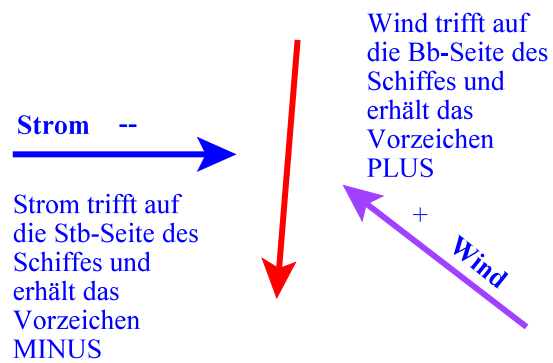 Wind trifft auf
die Bb-Seite des
Schiffes und
erhält das
Vorzeichen
PLUS
Strom --
Strom trifft auf
die Stb-Seite des
Schiffes und
erhält das
Vorzeichen
MINUS
+
Wind